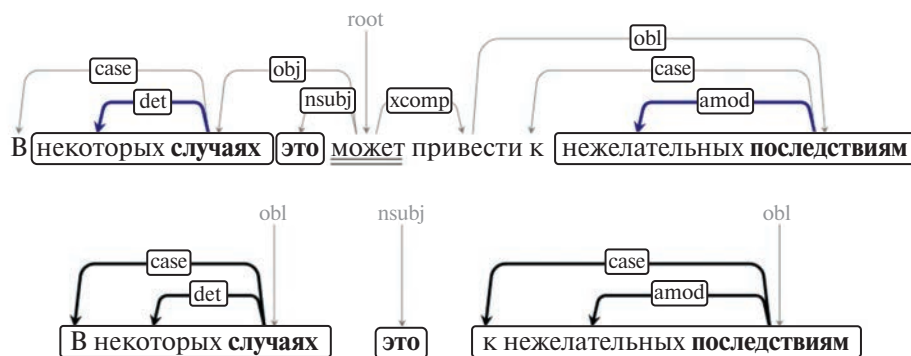 root
obl
case obj case
nsubj xcomp
det amod
В некоторых случаях это может привести к нежелательных последствиям
obl nsubj obl
case case
det amod
В некоторых случаях это к нежелательных последствиям